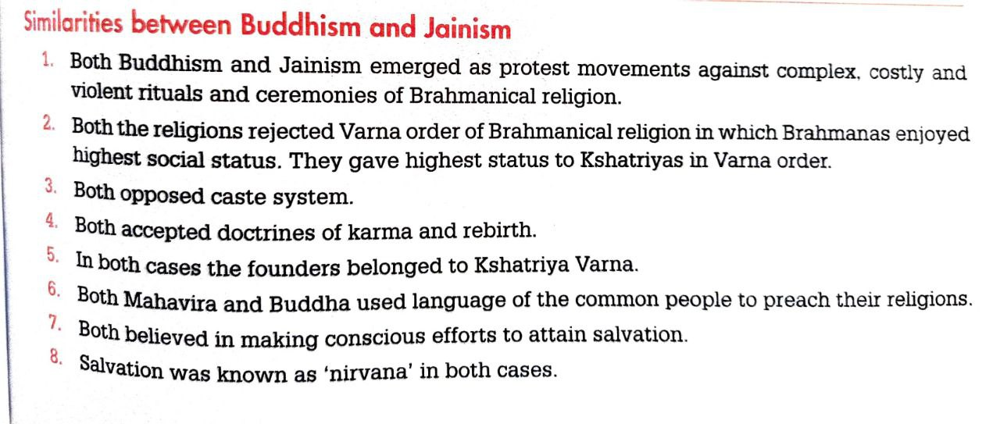 Similarities between Buddhism and Jainism
1. Both Buddhism and Jainism emerged as protest movements against complex, costly and
violent rituals and ceremonies of Brahmanical religion.
2. Both the religions rejected Varna order of Brahmanical religion in which Brahmanas enjoyed
highest social status. They gave highest status to Kshatriyas in Varna order.
3. Both opposed caste system.
4. Both accepted doctrines of karma and rebirth.
5. In both cases the founders belonged to Kshatriya Varna.
6. Both Mahavira and Buddha used language of the common people to preach their religions.
7. Both believed in making conscious efforts to attain salvation.
8. Salvation was known as ‘nirvana’ in both cases.